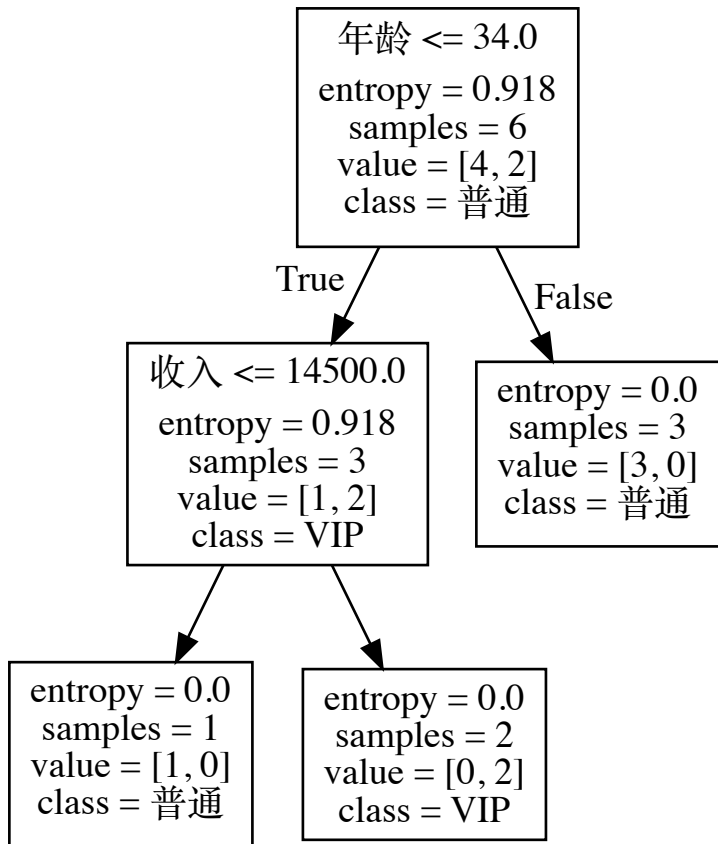 年龄 <= 34.0
entropy = 0.918
samples = 6
value = [4, 2]
class = 普通
True
False
收入 <= 14500.0
entropy = 0.918
samples = 3
value = [1, 2]
class = VIP
entropy = 0.0
samples = 3
value = [3, 0]
class = 普通
entropy = 0.0
samples = 1
value = [1, 0]
class = 普通
entropy = 0.0
samples = 2
value = [0, 2]
class = VIP